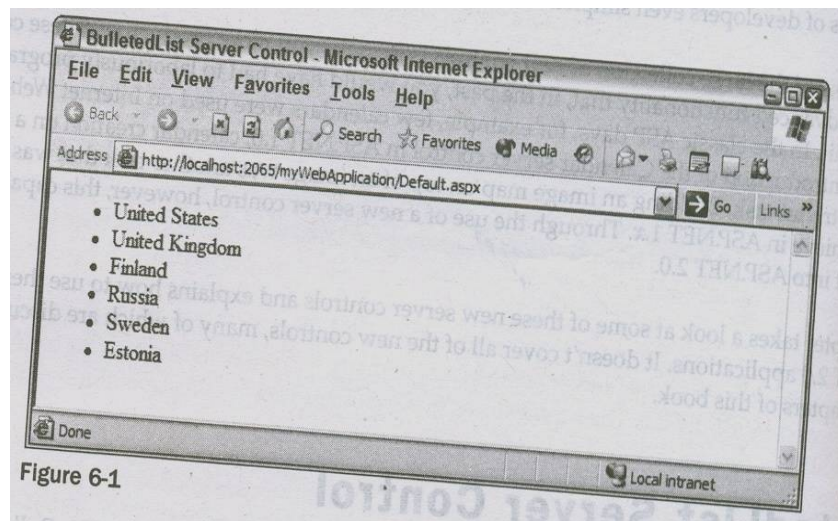 BulletedList Server Control - Microsoft Internet Explorer
File Edit View Favorites Tools Help
Back Search Favorites Media
Address http://localhost:2065/myWebApplication/Default.aspx Go Links »
• United States
• United Kingdom
• Finland
• Russia
• Sweden
• Estonia
Done Local intranet
Figure 6-1